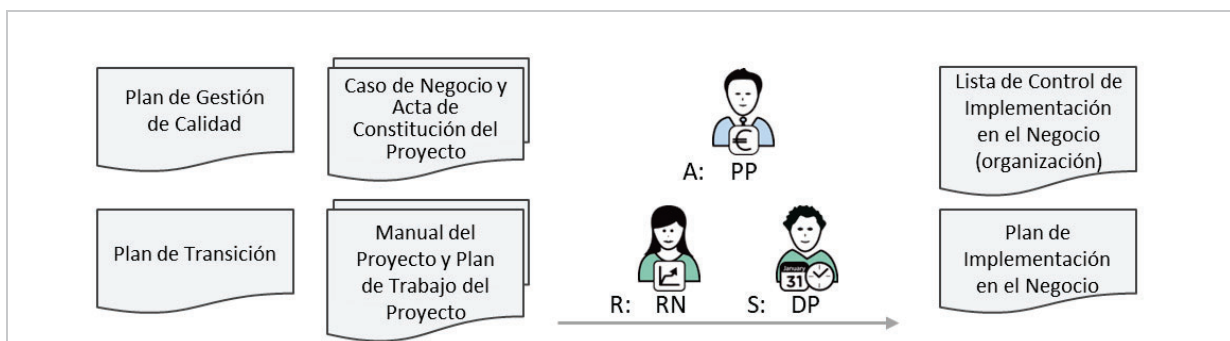 Plan de Gestión
de Calidad
Caso de Negocio y
Acta de
Constitución del
Proyecto
€
A: PP
Lista de Control de
Implementación
en el Negocio
(organización)
Plan de Transición
Manual del
Proyecto y Plan
de Trabajo del
Proyecto
January
31
R: RN
S: DP
Plan de
Implementación
en el Negocio